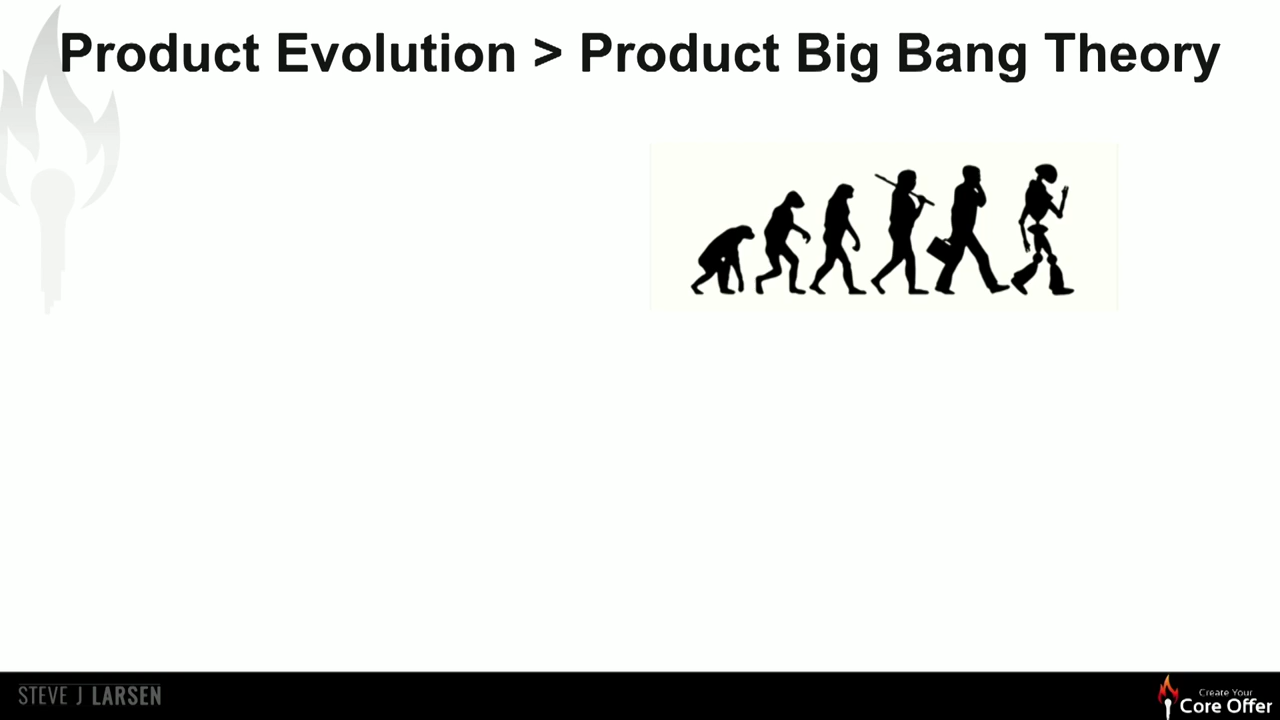 Product Evolution > Product Big Bang Theory
STEVE J LARSEN
Create Your
Core Offer